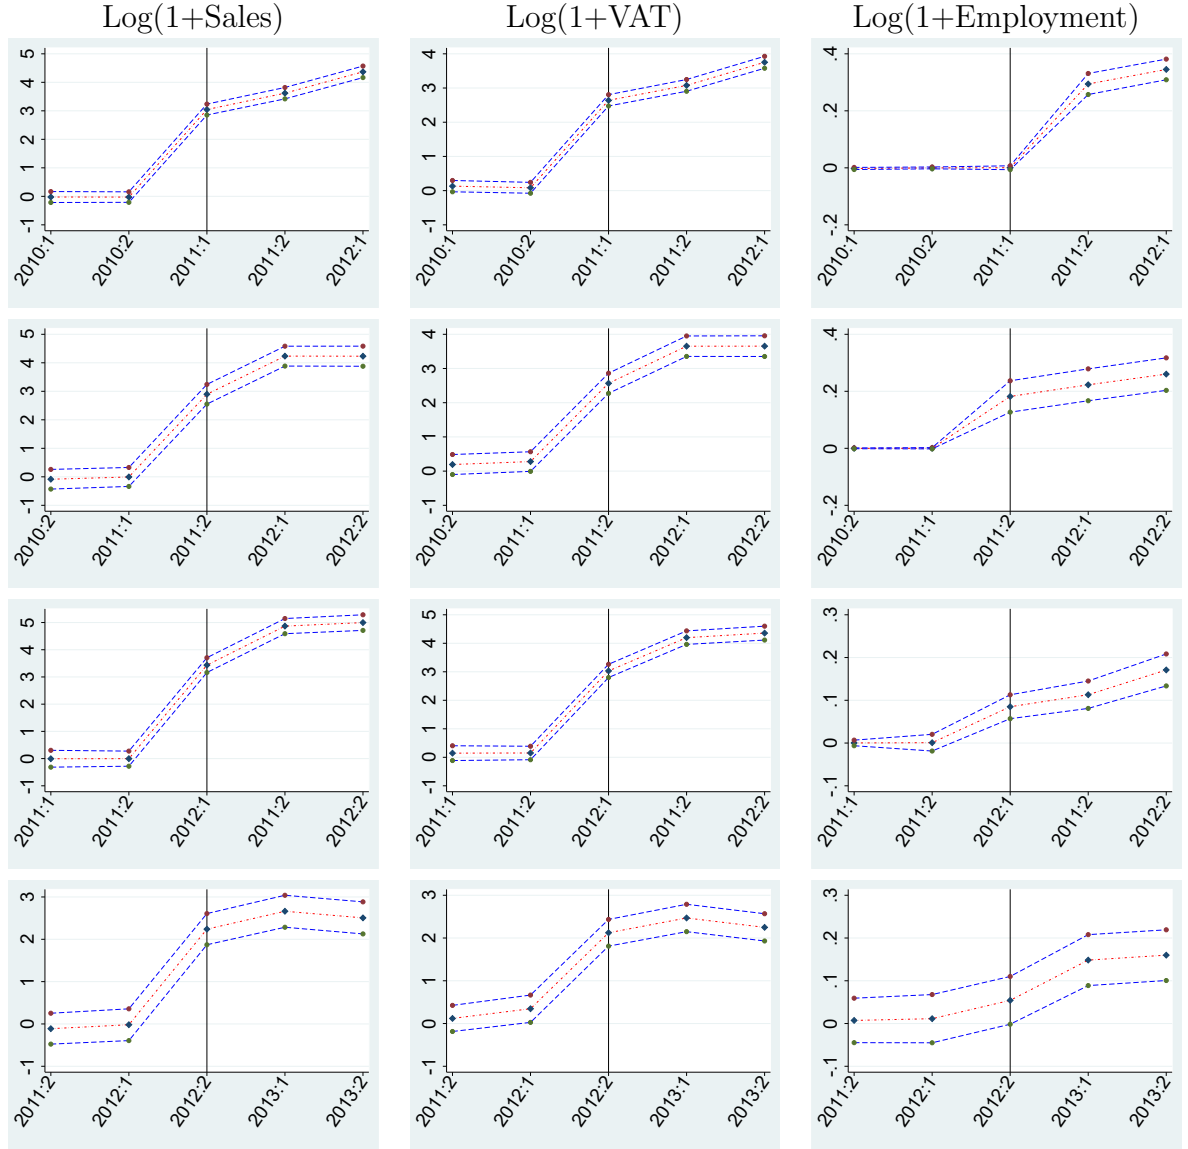 Log(1+Sales)
Log(1+VAT)
Log(1+Employment)
-1 0 1 2 3 4 5
2010:1 2010:2 2011:1 2011:2 2012:1
-1 0 1 2 3 4
2010:1 2010:2 2011:1 2011:2 2012:1
-.2 0 .2 .4
2010:1 2010:2 2011:1 2011:2 2012:1
-1 0 1 2 3 4 5
2010:2 2011:1 2011:2 2012:1 2012:2
-1 0 1 2 3 4
2010:2 2011:1 2011:2 2012:1 2012:2
-.2 0 .2 .4
2010:2 2011:1 2011:2 2012:1 2012:2
-1 0 1 2 3 4 5
2011:1 2011:2 2012:1 2011:2 2012:2
-1 0 1 2 3 4 5
2011:1 2011:2 2012:1 2011:2 2012:2
-.1 0 .1 .2 .3
2011:1 2011:2 2012:1 2011:2 2012:2
-1 0 1 2 3
2011:2 2012:1 2012:2 2013:1 2013:2
-1 0 1 2 3
2011:2 2012:1 2012:2 2013:1 2013:2
-.1 0 .1 .2 .3
2011:2 2012:1 2012:2 2013:1 2013:2